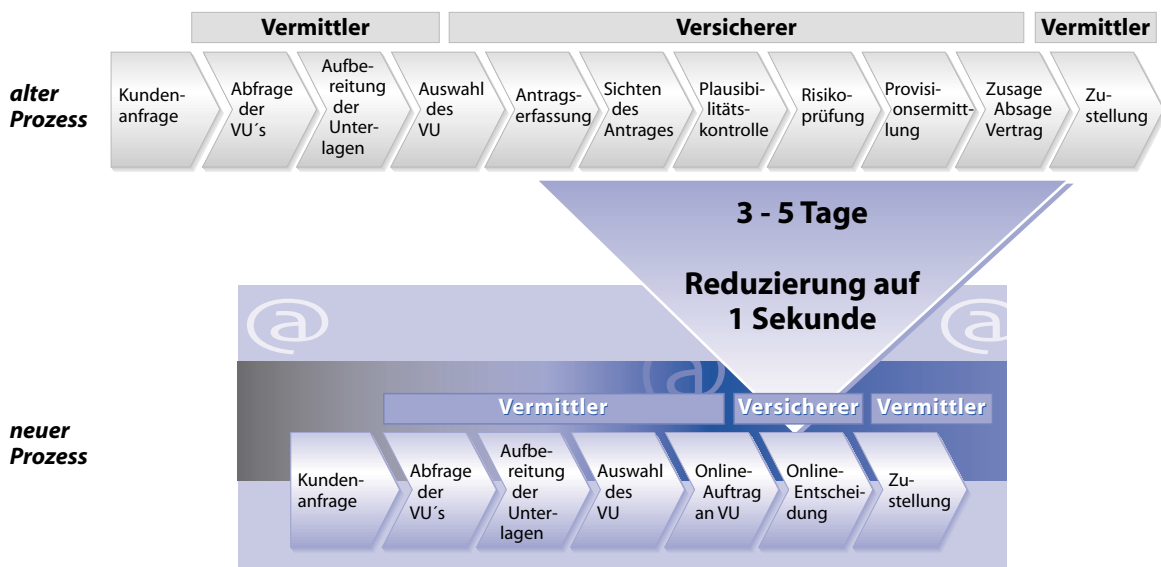 Vermittler
Versicherer
Vermittler
alter
Prozess
Kunden-
anfrage
Abfrage
der
VU´s
Aufbe-
reitung
der
Unter-
lagen
Auswahl
des
VU
Antrags-
erfassung
Sichten
des
Antrages
Plausibi-
litäts-
kontrolle
Risiko-
prüfung
Provisi-
onsermitt-
lung
Zusage
Absage
Vertrag
Zu-
stellung
3 - 5 Tage
Reduzierung auf
1 Sekunde
@
@
@
Vermittler
Versicherer
Vermittler
neuer
Prozess
Kunden-
anfrage
Abfrage
der
VU´s
Aufbe-
reitung
der
Unter-
lagen
Auswahl
des
VU
Online-
Auftrag
an VU
Online-
Entschei-
dung
Zu-
stellung